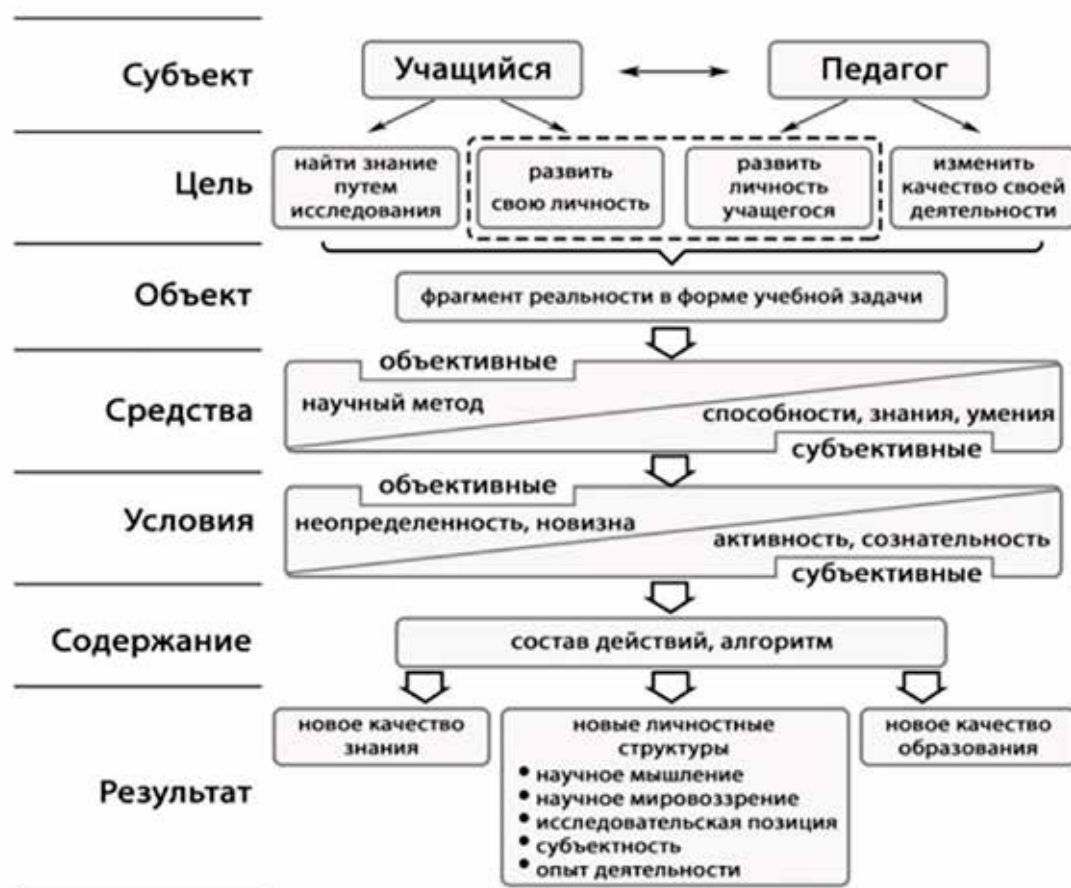 Субъект
Учащийся
Педагог
Цель
найти знание
путем
исследования
развить
свою личность
развить
личность
учащегося
изменить
качество своей
деятельности
Объект
фрагмент реальности в форме учебной задачи
Средства
объективные
научный метод
способности, знания, умения
субъективные
Условия
объективные
неопределенность, новизна
активность, сознательность
субъективные
Содержание
состав действий, алгоритм
Результат
новое качество
знания
новые личностные
структуры
• научное мышление
• научное мировоззрение
• исследовательская позиция
• субъектность
• опыт деятельности
новое качество
образования